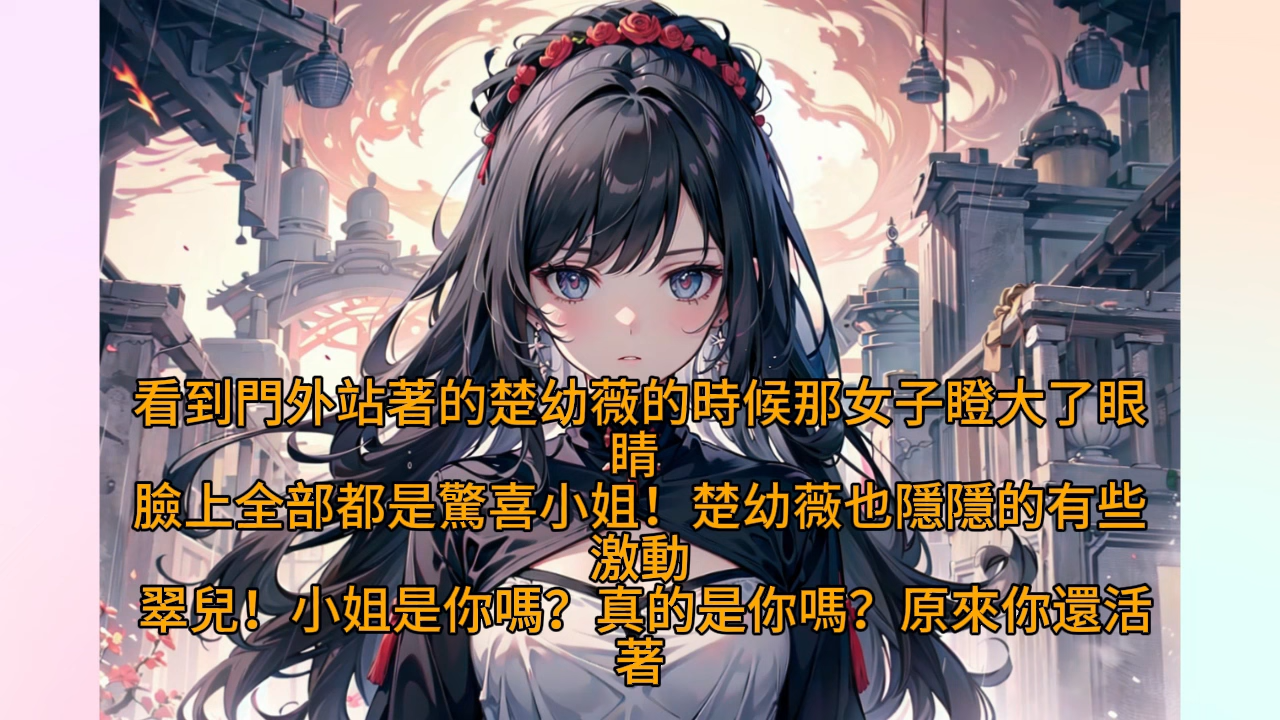 看到門外站著的楚幼薇的時候那女子瞪大了眼
睛
臉上全部都是驚喜小姐！楚幼薇也隱隱的有些
激動
翠兒！小姐是你嗎？真的是你嗎？原來你還活
著